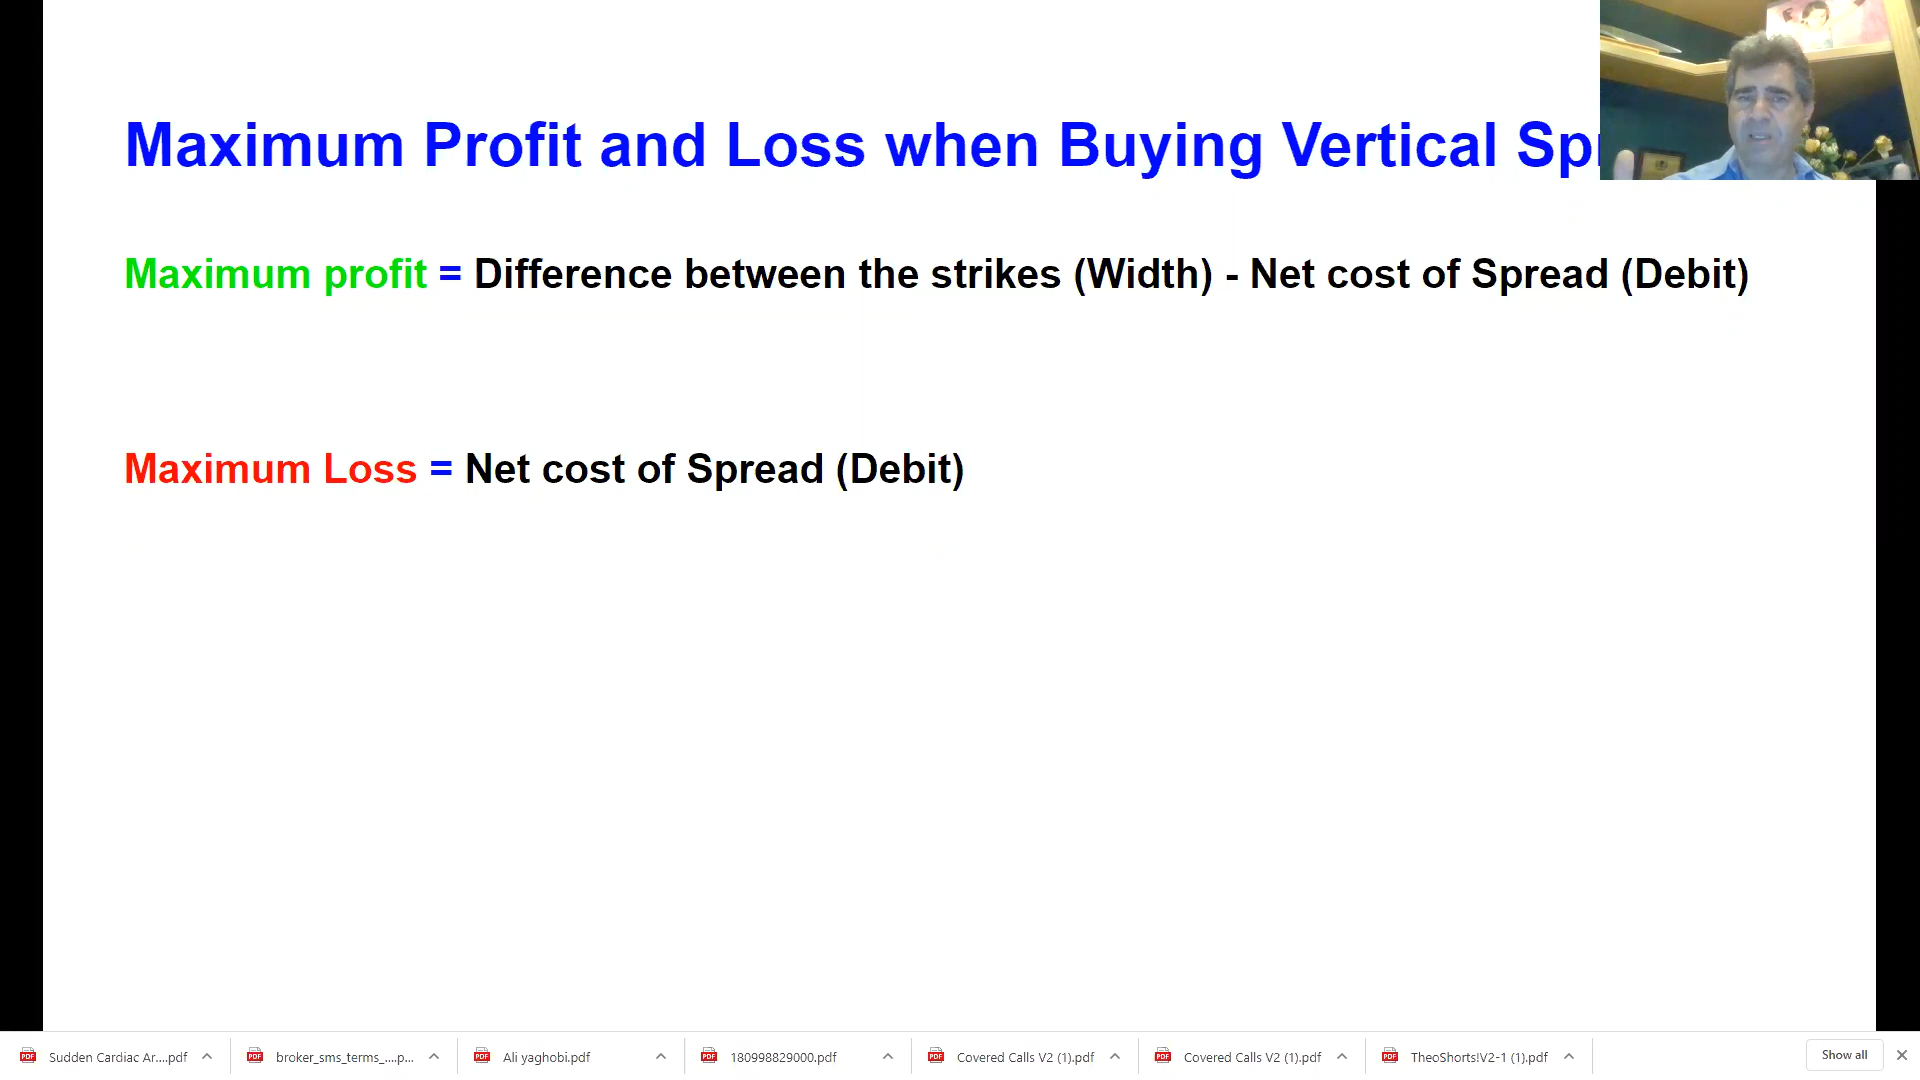 Maximum Profit and Loss when Buying Vertical
Maximum profit = Difference between the strikes (Width) - Net cost of Spread (Debit)
Maximum Loss = Net cost of Spread (Debit)
Sudden Cardiac Ar....pdf
broker_sms_terms_....p...
Ali yaghobi.pdf
180998829000.pdf
Covered Calls V2 (1).pdf
Covered Calls V2 (1).pdf
TheoShorts!V2-1 (1).pdf
Show all